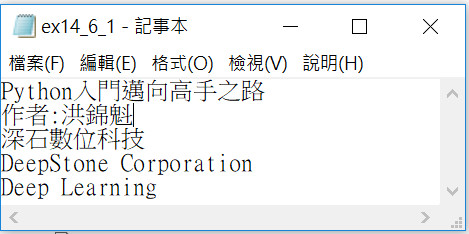 ex14_6_1 - 記事本
檔案(F) 編輯(E) 格式(O) 檢視(V) 說明(H)
Python入門邁向高手之路
作者:洪錦魁
深石數位科技
DeepStone Corporation
Deep Learning